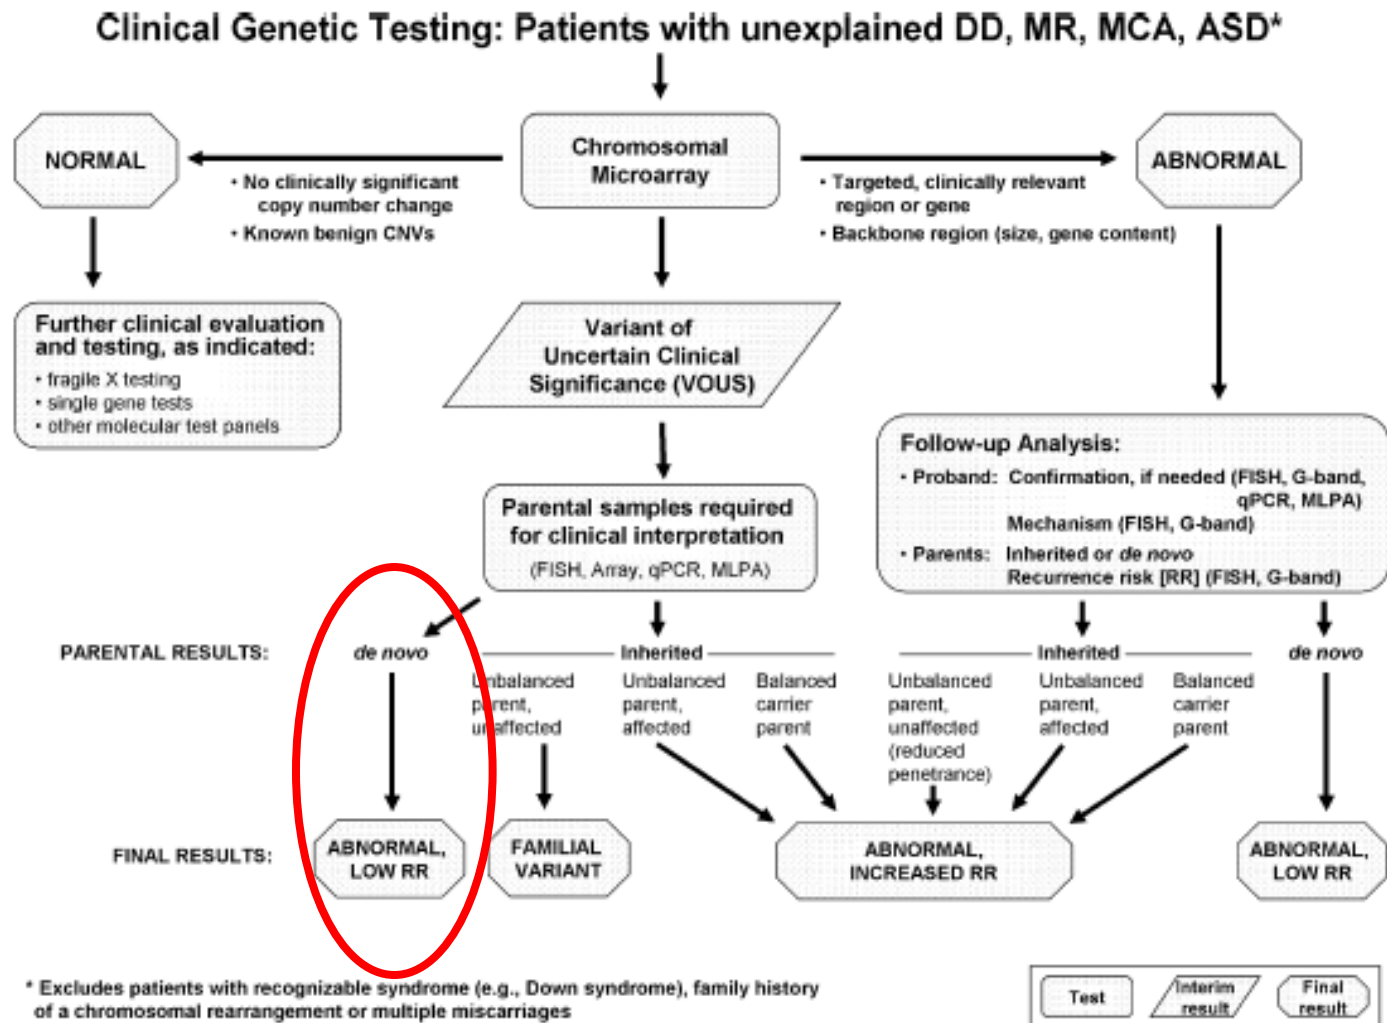 Clinical Genetic Testing: Patients with unexplained DD, MR, MCA, ASD*
NORMAL
Chromosomal
Microarray
ABNORMAL
• No clinically significant
copy number change
• Known benign CNVs
• Targeted, clinically relevant
region or gene
• Backbone region (size, gene content)
Further clinical evaluation
and testing, as indicated:
• fragile X testing
• single gene tests
• other molecular test panels
Variant of
Uncertain Clinical
Significance (VOUS)
Parental samples required
for clinical interpretation
(FISH, Array, qPCR, MLPA)
Follow-up Analysis:
• Proband: Confirmation, if needed (FISH, G-band,
qPCR, MLPA)
Mechanism (FISH, G-band)
• Parents: Inherited or de novo
Recurrence risk [RR] (FISH, G-band)
PARENTAL RESULTS:
de novo
Inherited
Unbalanced
parent,
unaffected
Unbalanced
parent,
affected
Balanced
carrier
parent
Inherited
Unbalanced
parent,
unaffected
(reduced
penetrance)
Unbalanced
parent,
affected
Balanced
carrier
parent
de novo
FINAL RESULTS:
ABNORMAL,
LOW RR
FAMILIAL
VARIANT
ABNORMAL,
INCREASED RR
ABNORMAL,
LOW RR
* Excludes patients with recognizable syndrome (e.g., Down syndrome), family history
of a chromosomal rearrangement or multiple miscarriages
Test
Interim
result
Final
result